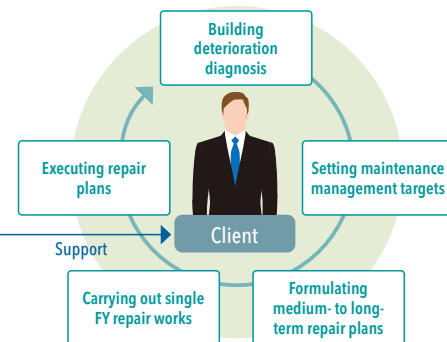 Building
deterioration
diagnosis
Executing repair
plans
Setting maintenance
management targets
Client
Support
Carrying out single
FY repair works
Formulating
medium- to long-
term repair plans